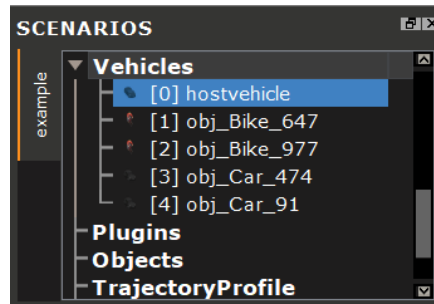 SCENARIOS
example
Vehicles
[0] hostvehicle
[1] obj_Bike_647
[2] obj_Bike_977
[3] obj_Car_474
[4] obj_Car_91
Plugins
Objects
TrajectoryProfile